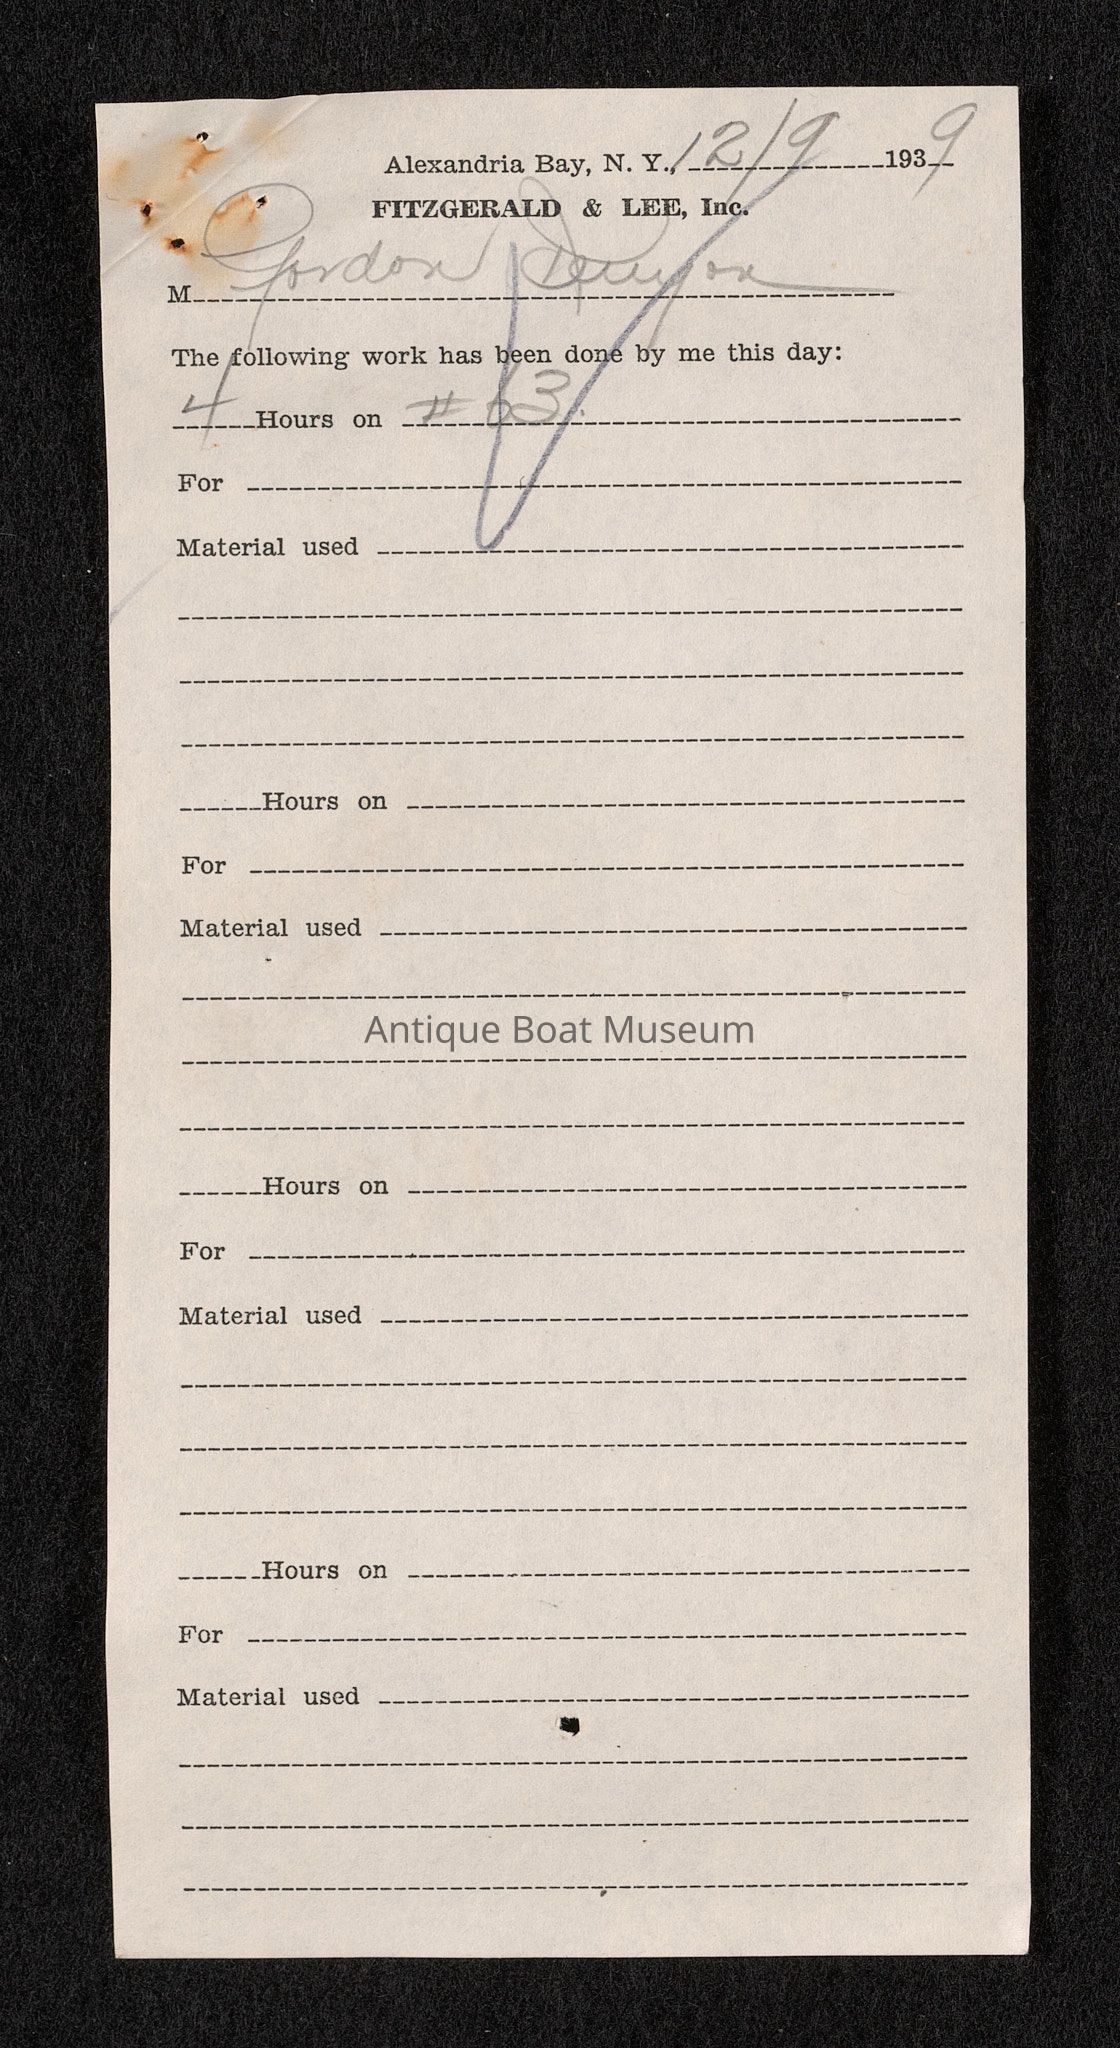 Alexandria Bay, N. Y., 12/9 1939
FITZGERALD & LEE, Inc.
M Gordon
The following work has been done by me this day:
4 Hours on #63
For
Material used
Hours on
For
Material used
Antique Boat Museum
Hours on
For
Material used
Hours on
For
Material used